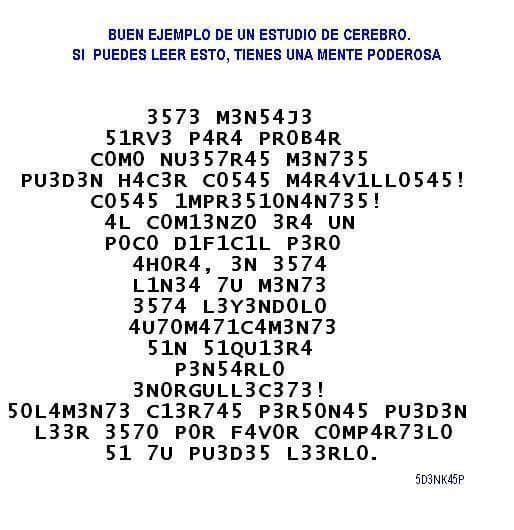 BUEN EJEMPLO DE UN ESTUDIO DE CEREBRO.
SI PUEDES LEER ESTO, TIENES UNA MENTE PODEROSA
3573 M3N54J3
51RV3 P4R4 PR0B4R
C0M0 NU357R45 M3N735
PU3D3N H4C3R C0545 M4R4V1LL0545!
C0545 1MPR3510N4N735!
4L C0M13NZ0 3R4 UN
P0C0 D1F1C1L P3R0
4H0R4, 3N 3574
L1N34 7U M3N73
3574 L3Y3ND0L0
4U70M471C4M3N73
51N 51QU13R4
P3N54RL0
3N0RGULL3C373!
50L4M3N73 C13R745 P3R50N45 PU3D3N
L33R 3570 P0R F4V0R C0MP4R73L0
51 7U PU3D35 L33RL0.
5D3NK45P